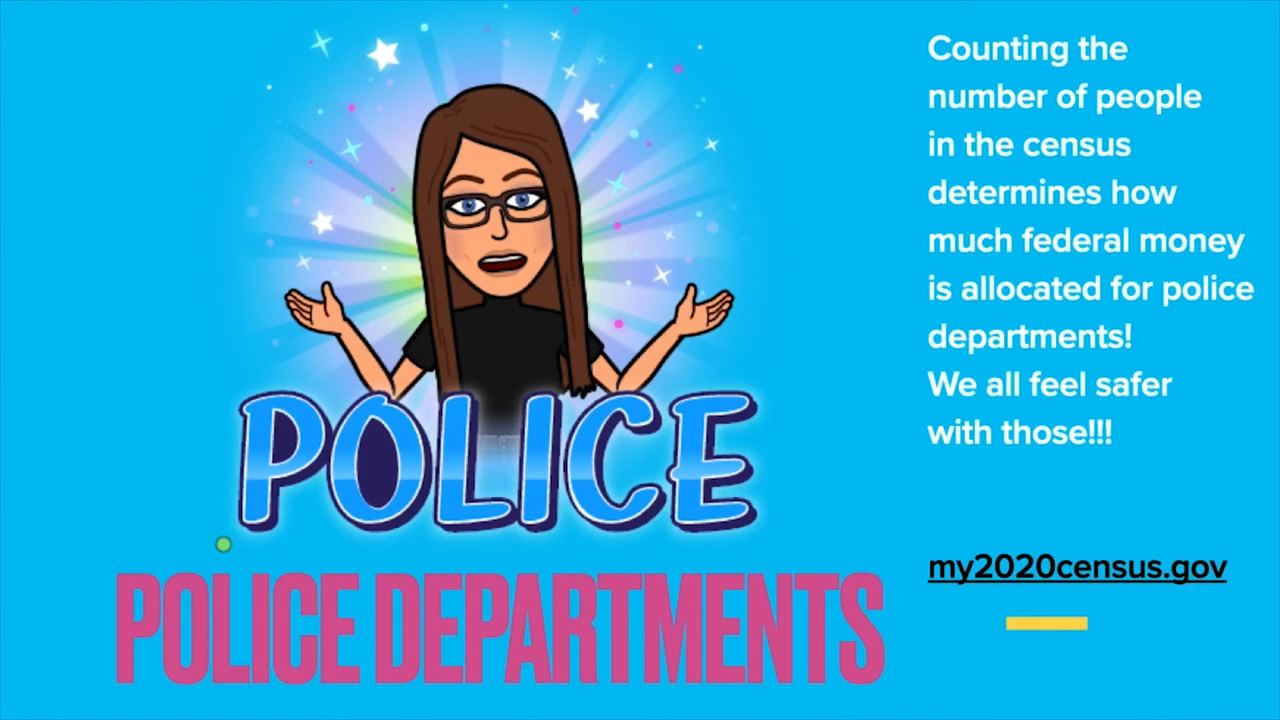 POLICE
POLICE DEPARTMENTS
Counting the
number of people
in the census
determines how
much federal money
is allocated for police
departments!
We all feel safer
with those!!!
my2020census.gov